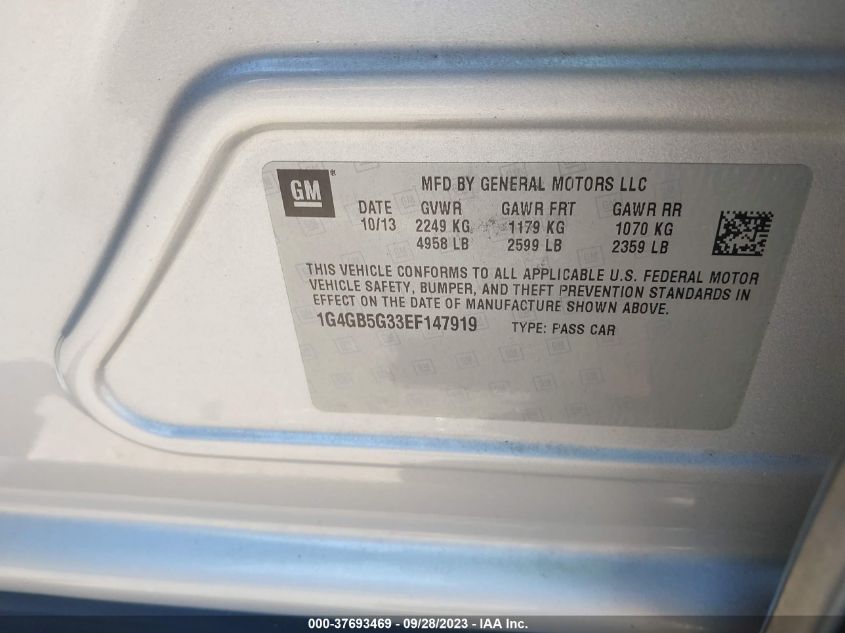 GM ® MFD BY GENERAL MOTORS LLC
DATE GVWR GAWR FRT GAWR RR
10/13 2249 KG 1179 KG 1070 KG
4958 LB 2599 LB 2359 LB
THIS VEHICLE CONFORMS TO ALL APPLICABLE U.S. FEDERAL MOTOR
VEHICLE SAFETY, BUMPER, AND THEFT PREVENTION STANDARDS IN
EFFECT ON THE DATE OF MANUFACTURE SHOWN ABOVE.
1G4GB5G33EF147919 TYPE: PASS CAR
000-37693469 - 09/28/2023 - IAA Inc.